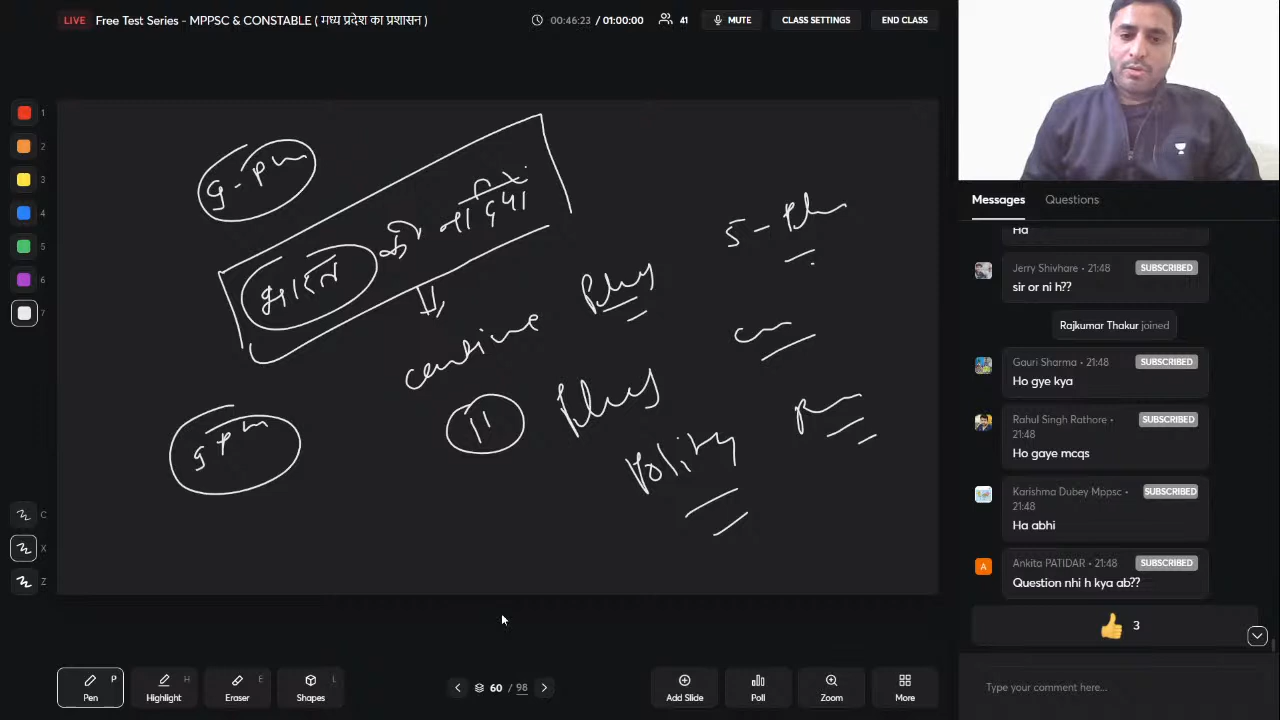 LIVE Free Test Series - MPPSC & CONSTABLE ( मध्य प्रदेश का प्रशासन )
00:46:23 / 01:00:00
41
MUTE
CLASS SETTINGS
END CLASS
1
2
3
4
5
6
7
C
X
Z
9-pm
भारत की नदियां
5-
continue Phy
11
Polity
9 pm
Messages
Questions
Ha
Jerry Shivhare • 21:48 SUBSCRIBED
sir or ni h??
Rajkumar Thakur joined
Gauri Sharma • 21:48 SUBSCRIBED
Ho gye kya
Rahul Singh Rathore • SUBSCRIBED
21:48
Ho gaye mcqs
Karishma Dubey Mppsc • SUBSCRIBED
21:48
Ha abhi
A Ankita PATIDAR • 21:48 SUBSCRIBED
Question nhi h kya ab??
👍 3
Type your comment here...
Pen P
Highlight H
Eraser E
Shapes L
60 / 98
Add Slide
Poll
Zoom
More